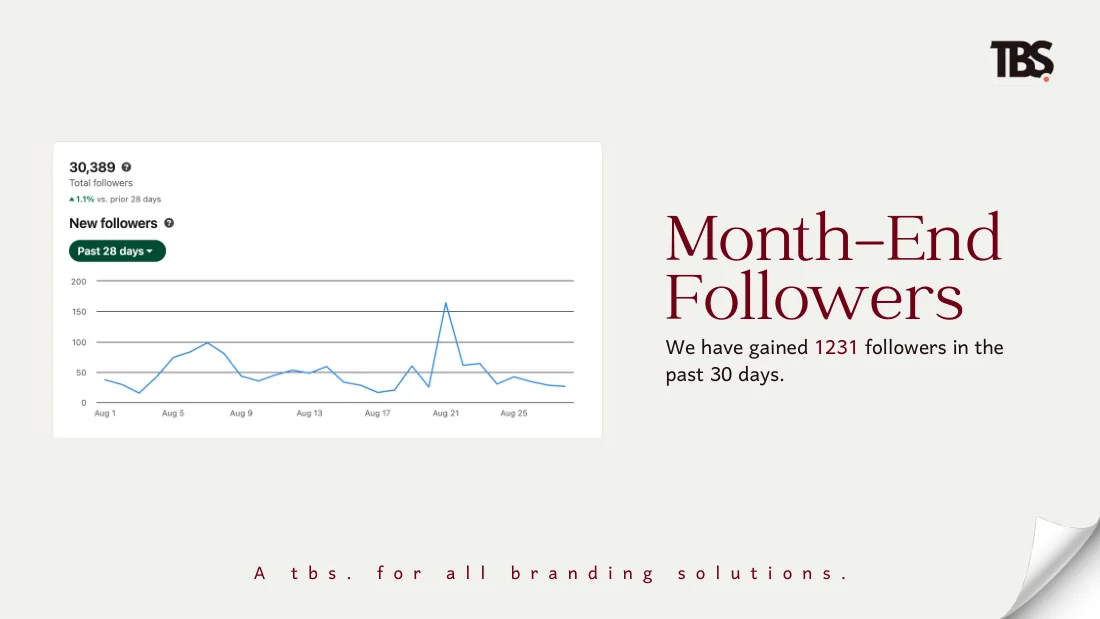 TBS.
30,389
Total followers
1.1% vs. prior 28 days
New followers
Past 28 days
200
150
100
50
0
Aug 1 Aug 5 Aug 9 Aug 13 Aug 17 Aug 21 Aug 25
Month–End
Followers
We have gained 1231 followers in the
past 30 days.
A tbs. for all branding solutions.